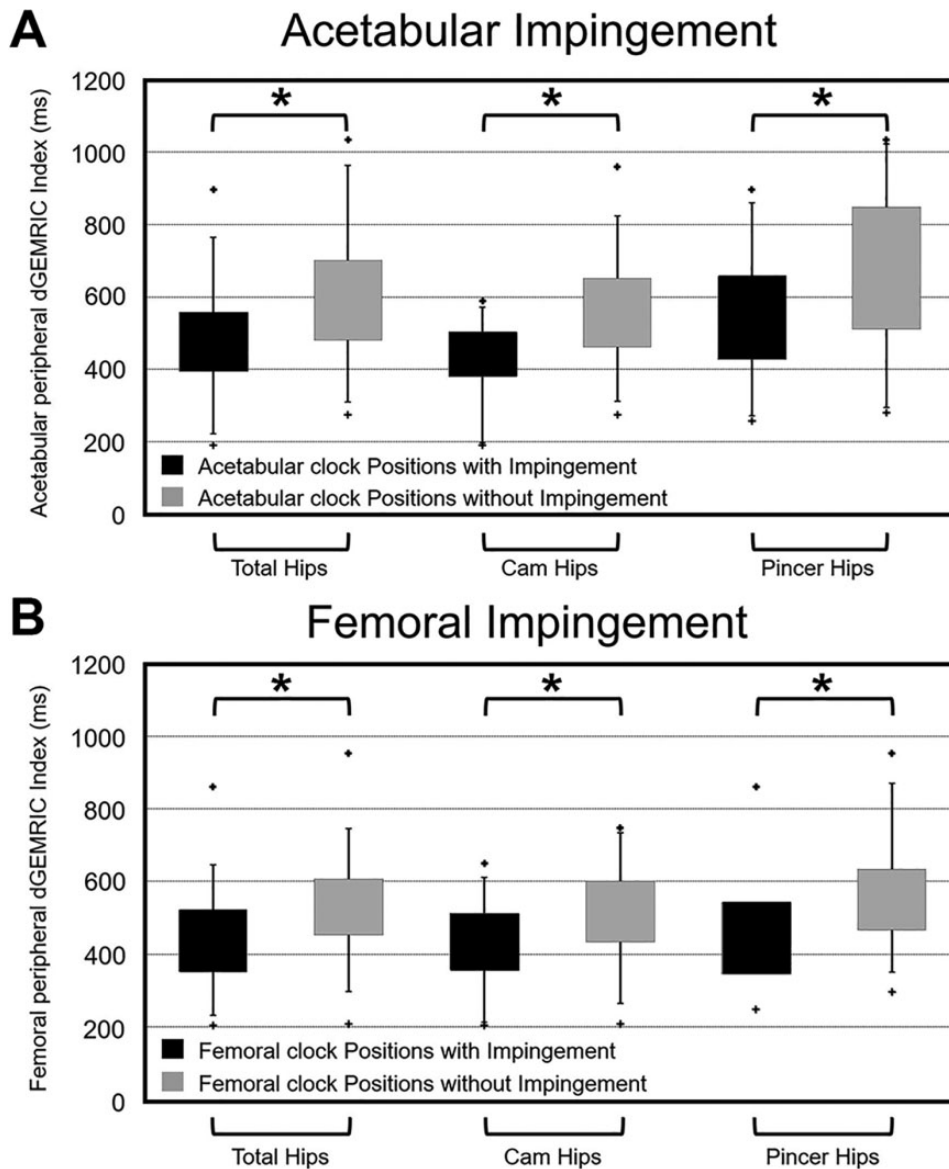 A
Acetabular Impingement
Acetabular peripheral dGEMRIC Index (ms)
1200
1000
800
600
400
200
0
*
*
*
Acetabular clock Positions with Impingement
Acetabular clock Positions without Impingement
Total Hips
Cam Hips
Pincer Hips
B
Femoral Impingement
Femoral peripheral dGEMRIC Index (ms)
1200
1000
800
600
400
200
0
*
*
*
Femoral clock Positions with Impingement
Femoral clock Positions without Impingement
Total Hips
Cam Hips
Pincer Hips